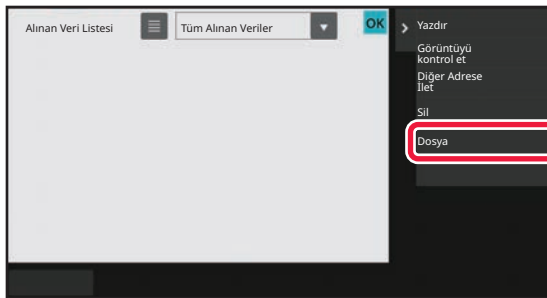 Alınan Veri Listesi
Tüm Alınan Veriler
OK
Yazdır
Görüntüyü
kontrol et
Diğer Adrese
İlet
Sil
Dosya